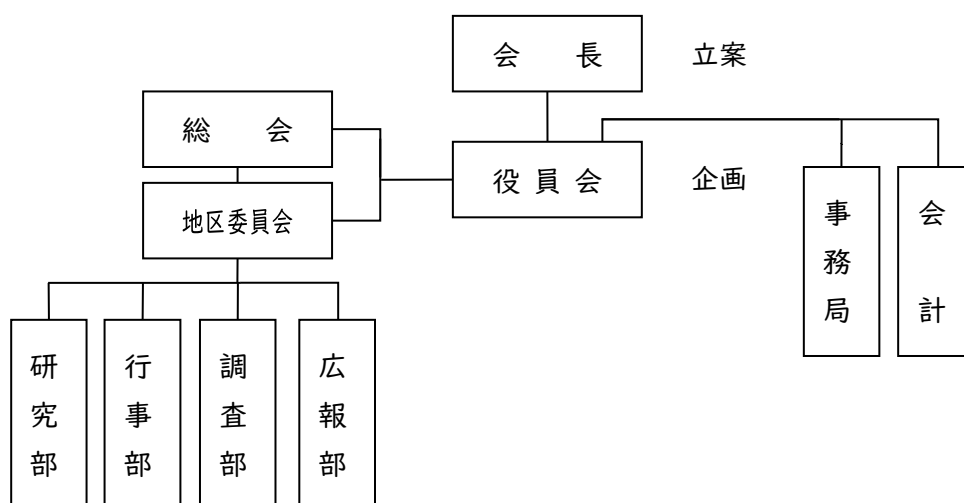 会　長
立案
総　会
役員会
企画
地区委員会
事務局
会計
研究部
行事部
調査部
広報部